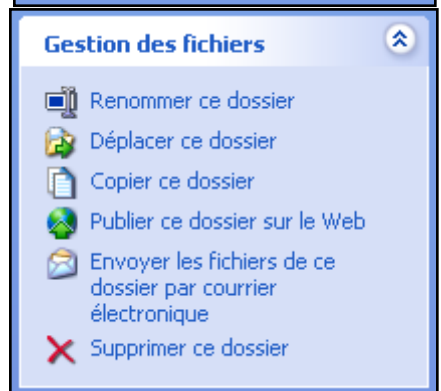 Gestion des fichiers
Renommer ce dossier
Déplacer ce dossier
Copier ce dossier
Publier ce dossier sur le Web
Envoyer les fichiers de ce
dossier par courrier
électronique
Supprimer ce dossier